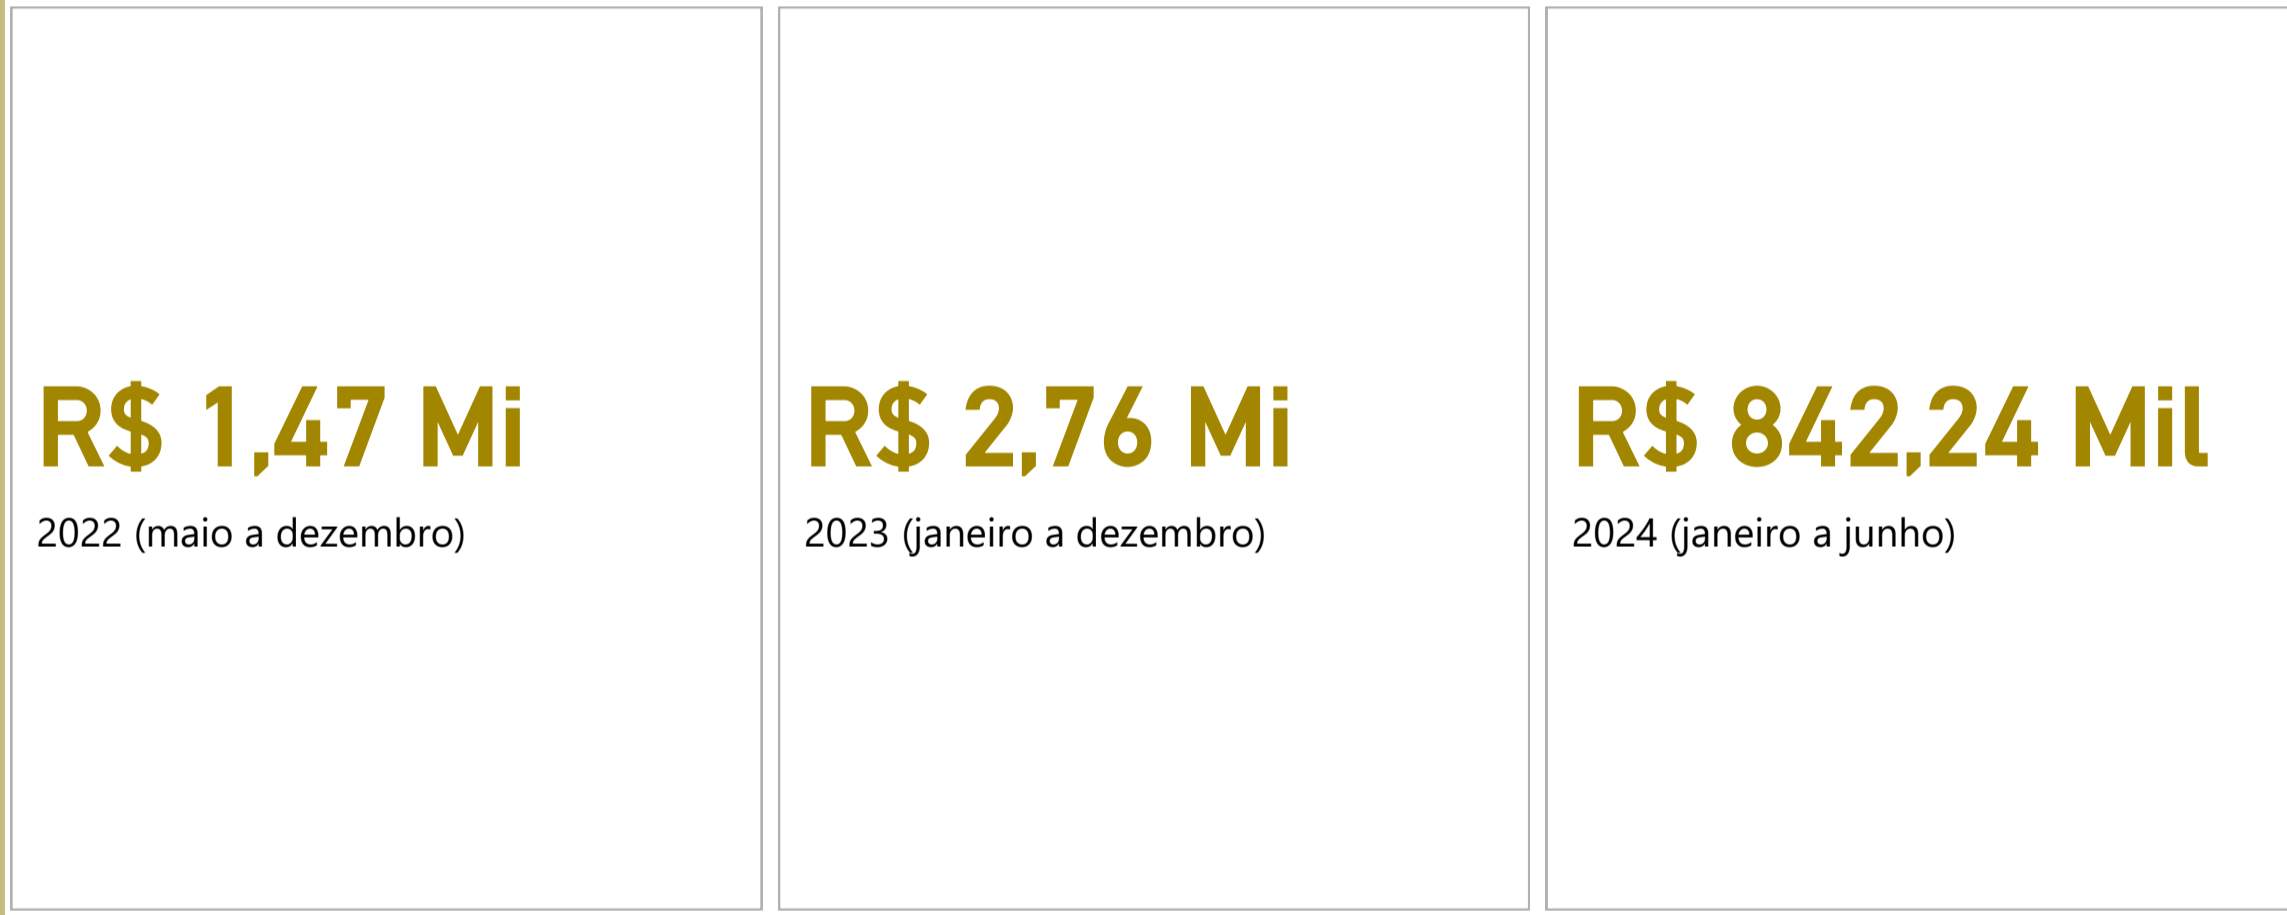 R$ 1,47 Mi
2022 (maio a dezembro)
R$ 2,76 Mi
2023 (janeiro a dezembro)
R$ 842,24 Mil
2024 (janeiro a junho)